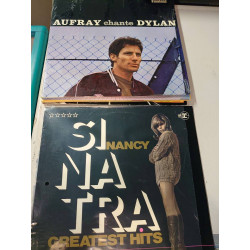 AUFRAY chante DYLAN
SI
NANCY
NA
TRA
GREATEST HITS